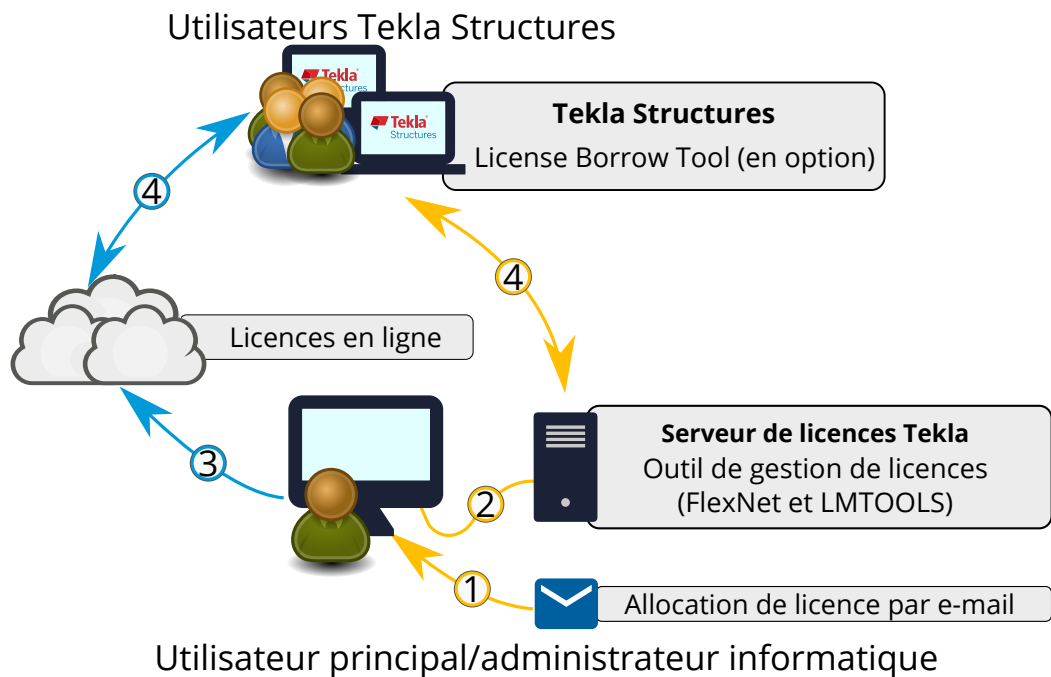 Utilisateurs Tekla Structures
Tekla
Structures
Tekla
Structures
Tekla Structures
License Borrow Tool (en option)
4
4
Licences en ligne
Serveur de licences Tekla
Outil de gestion de licences
(FlexNet et LMTOOLS)
3
2
1
Allocation de licence par e-mail
Utilisateur principal/administrateur informatique